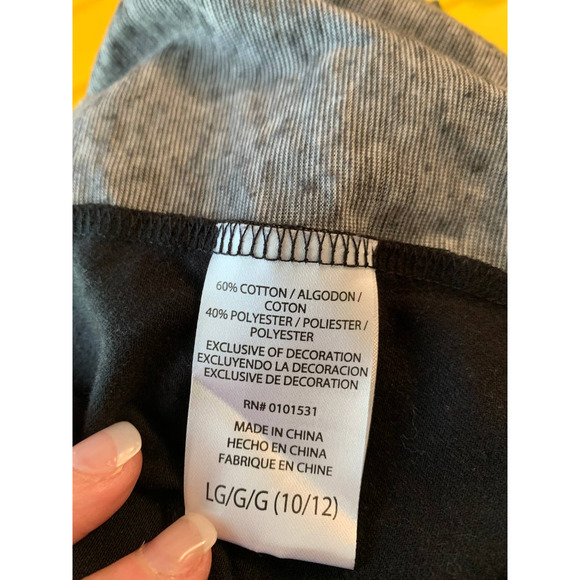 60% COTTON / ALGODON /
COTON
40% POLYESTER / POLIESTER /
POLYESTER
EXCLUSIVE OF DECORATION
EXCLUYENDO LA DECORACION
EXCLUSIVE DE DECORATION
RN# 0101531
MADE IN CHINA
HECHO EN CHINA
FABRIQUE EN CHINE
LG/G/G (10/12)